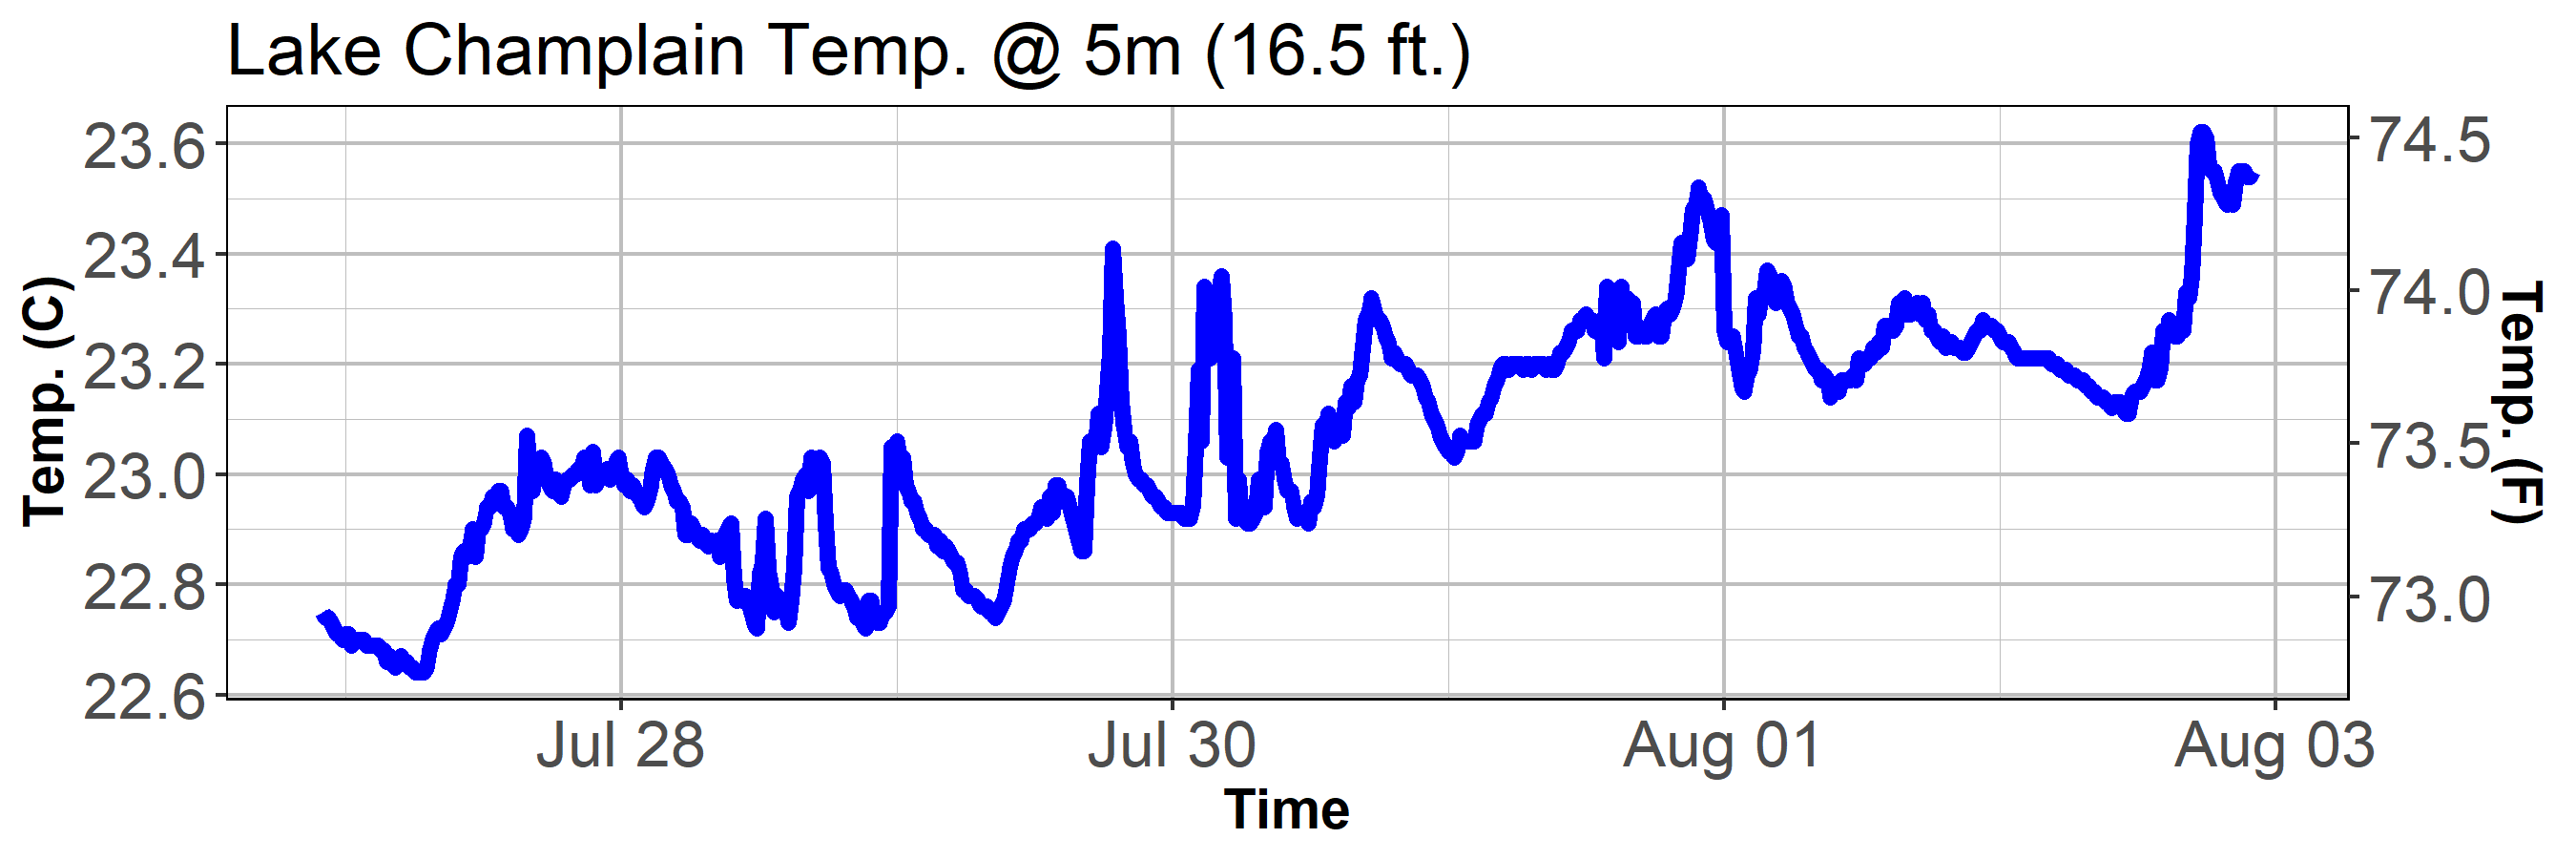 Lake Champlain Temp. @ 5m (16.5 ft.)
23.6
23.4
23.2
23.0
22.8
22.6
Temp. (C)
74.5
74.0
73.5
73.0
Temp. (F)
Jul 28
Jul 30
Aug 01
Aug 03
Time